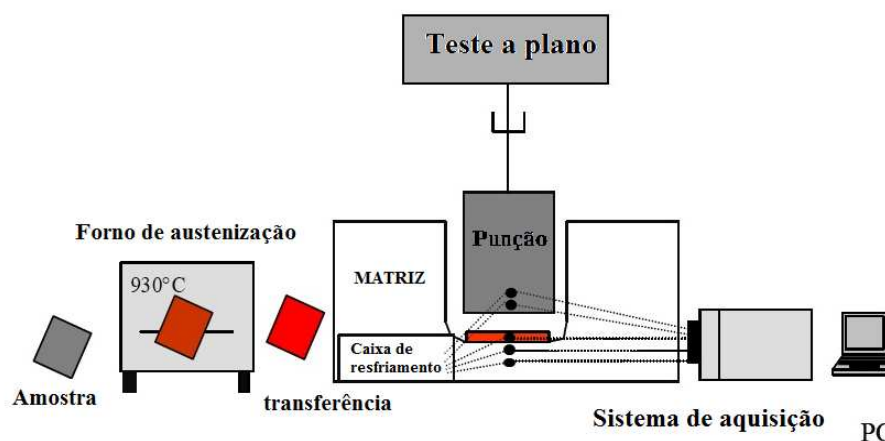 Teste a plano
Punção
Forno de austenização
930°C
MATRIZ
Caixa de
resfriamento
Amostra
transferência
Sistema de aquisição
PC